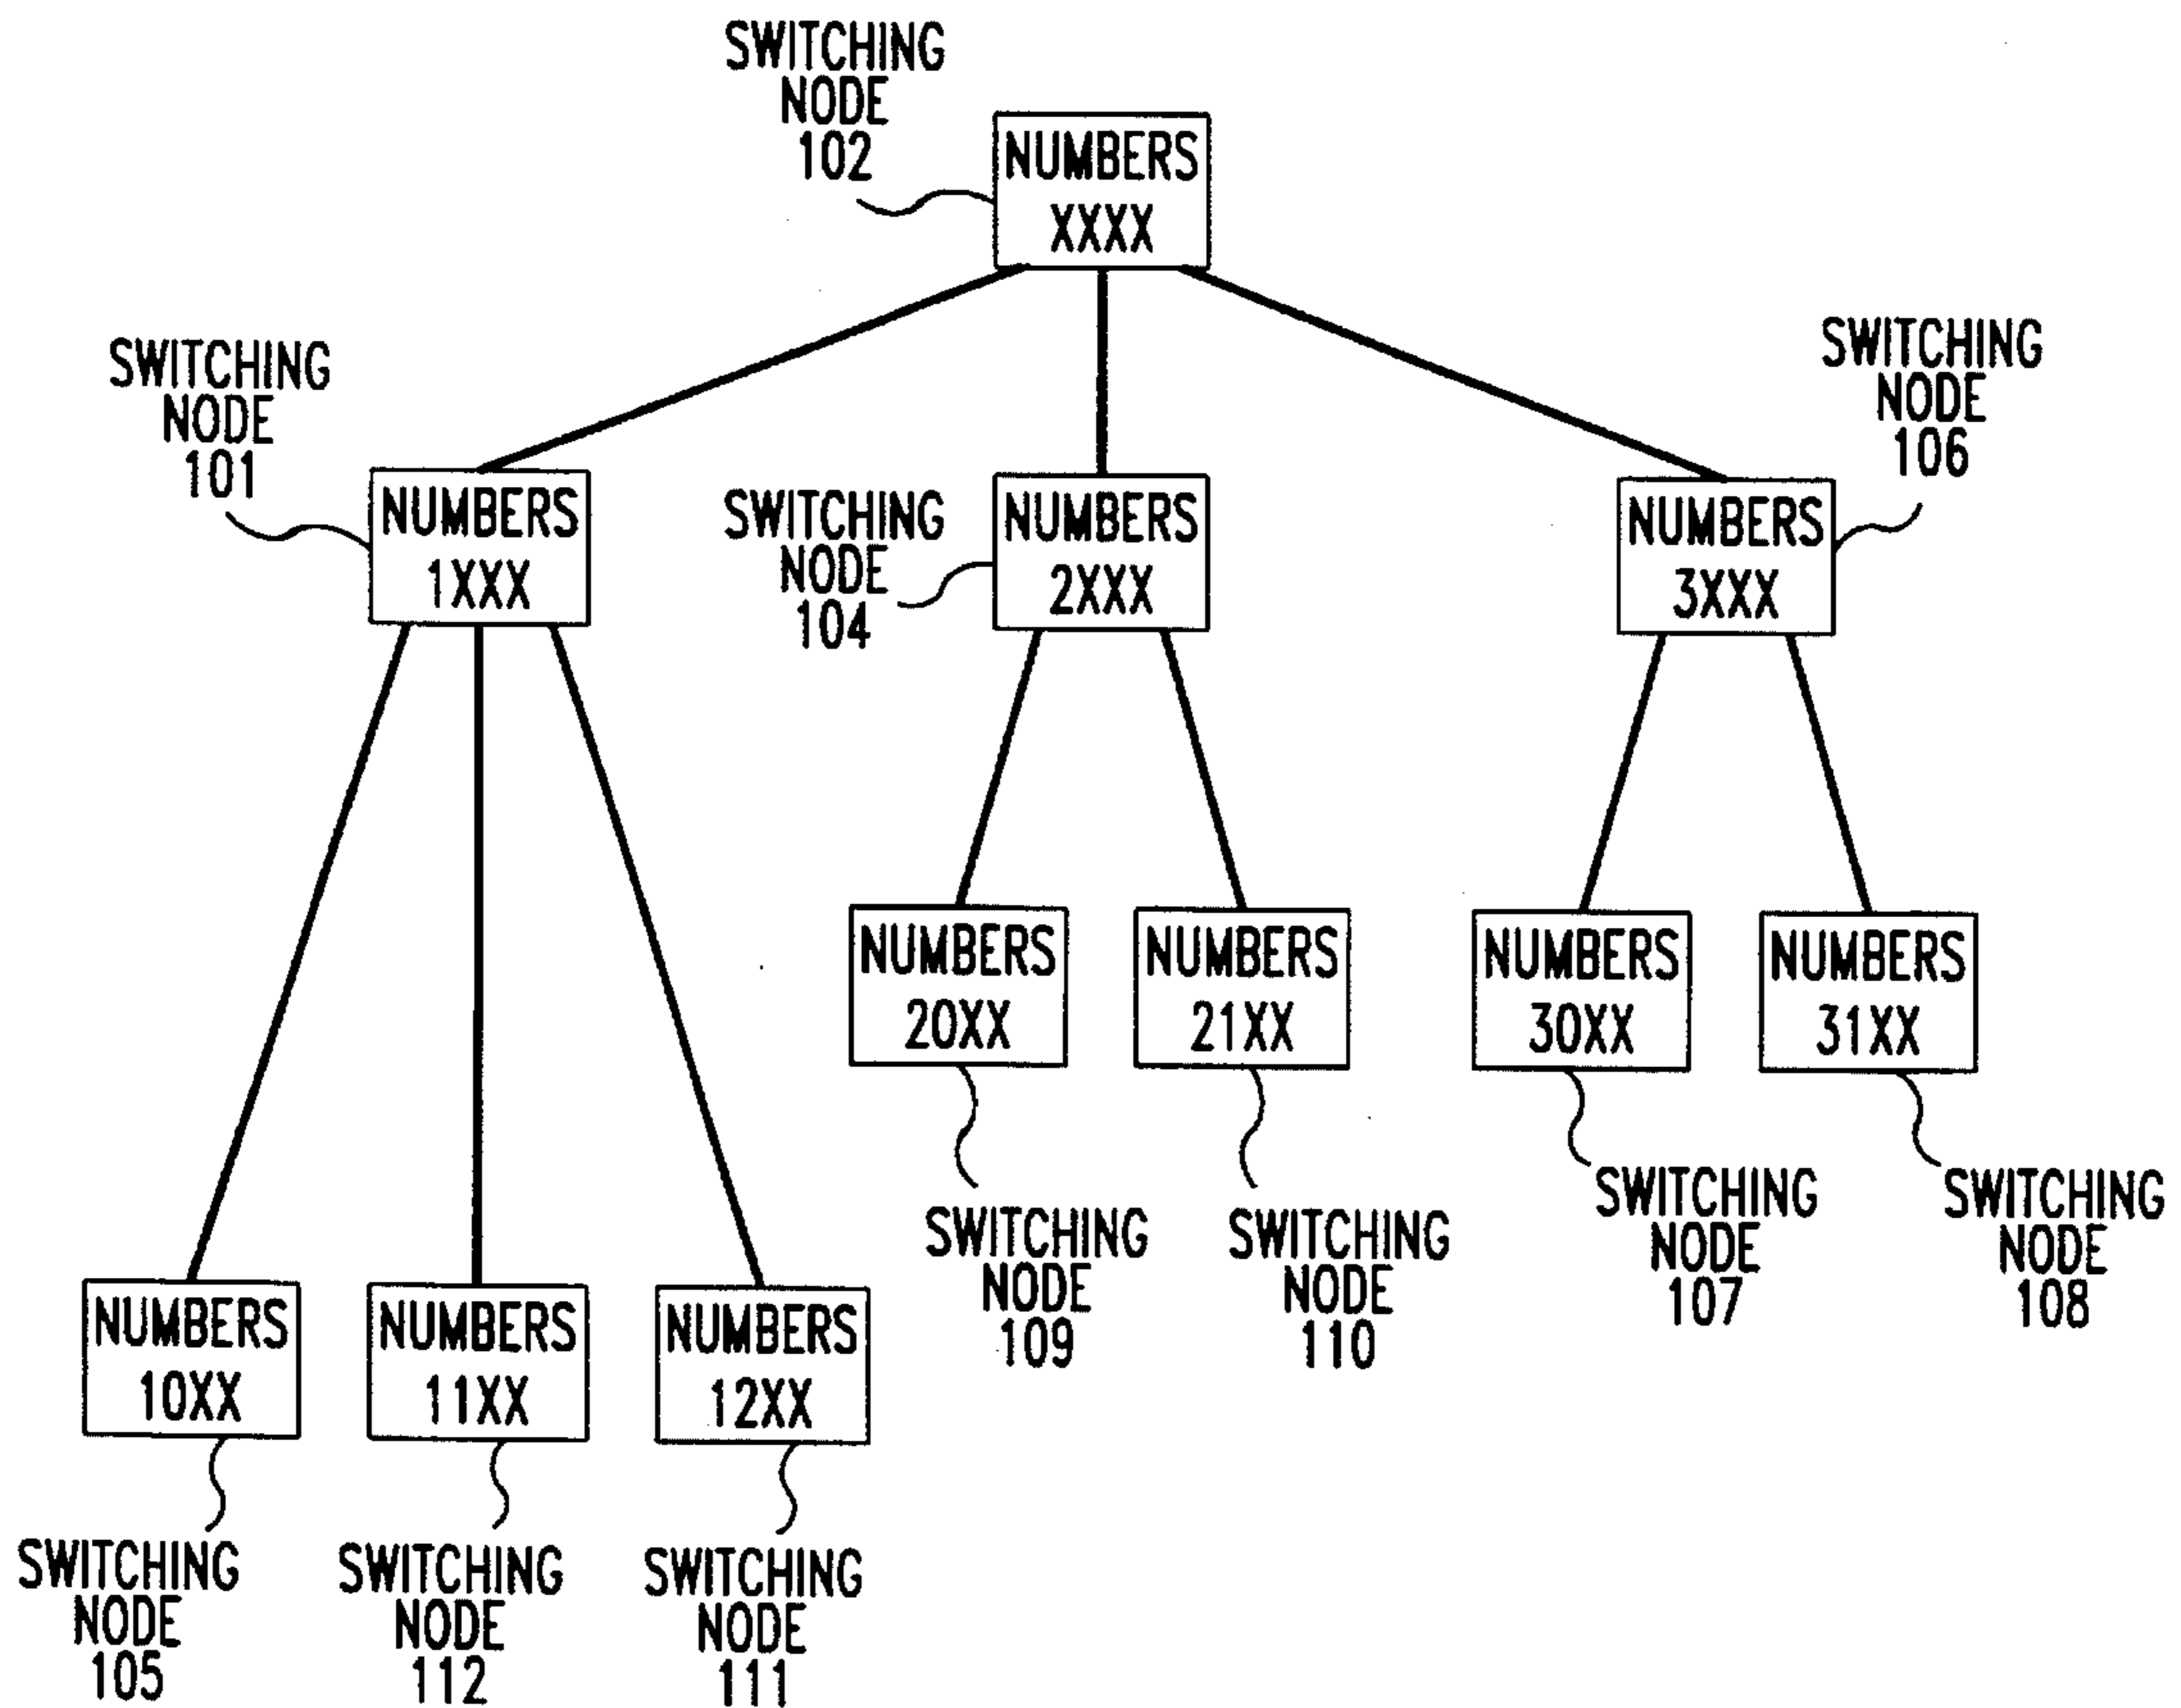 SWITCHING
NODE
102
NUMBERS
XXXX
SWITCHING
NODE
101
NUMBERS
1XXX
SWITCHING
NODE
104
NUMBERS
2XXX
SWITCHING
NODE
106
NUMBERS
3XXX
NUMBERS
20XX
SWITCHING
NODE
109
NUMBERS
21XX
SWITCHING
NODE
110
NUMBERS
30XX
SWITCHING
NODE
107
NUMBERS
31XX
SWITCHING
NODE
108
NUMBERS
10XX
SWITCHING
NODE
105
NUMBERS
11XX
SWITCHING
NODE
112
NUMBERS
12XX
SWITCHING
NODE
111